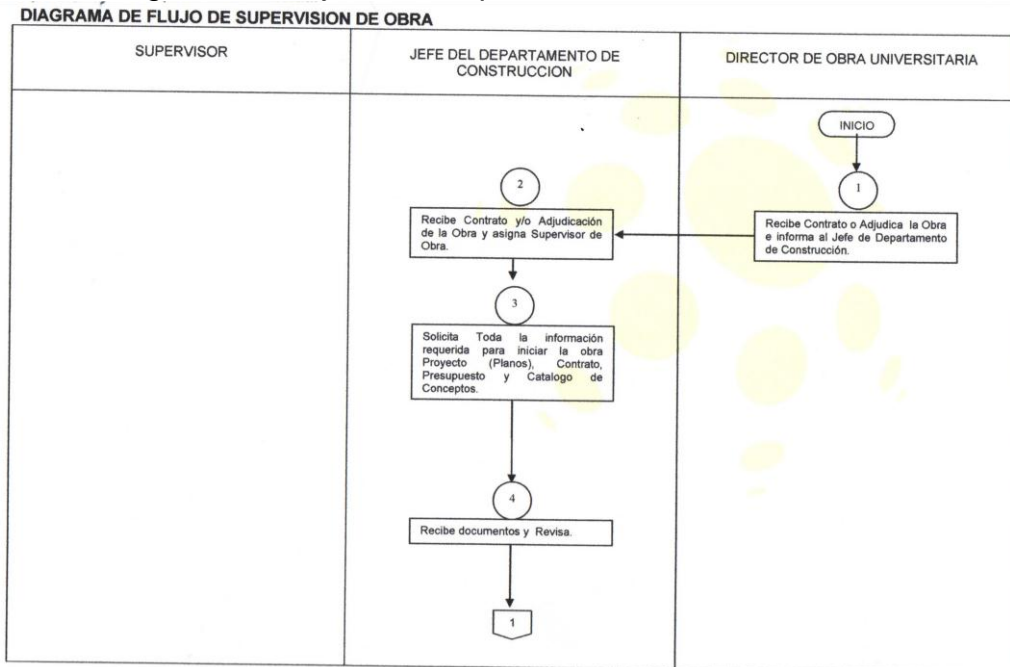 DIAGRAMA DE FLUJO DE SUPERVISION DE OBRA
SUPERVISOR
JEFE DEL DEPARTAMENTO DE
CONSTRUCCION
DIRECTOR DE OBRA UNIVERSITARIA
INICIO
1
Recibe Contrato o Adjudica la Obra
e informa al Jefe de Departamento
de Construcción.
2
Recibe Contrato y/o Adjudicación
de la Obra y asigna Supervisor de
Obra.
3
Solicita Toda la información
requerida para iniciar la obra
Proyecto (Planos), Contrato,
Presupuesto y Catalogo de
Conceptos.
4
Recibe documentos y Revisa.
1